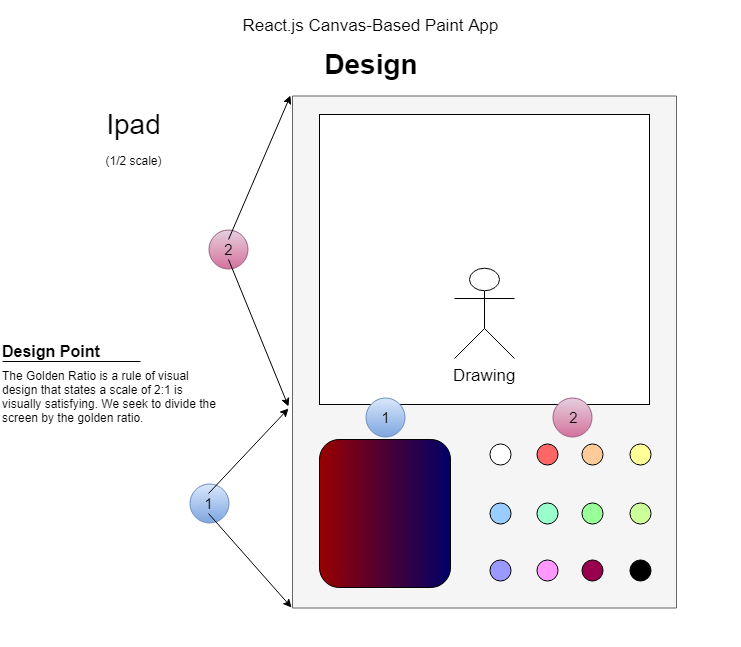 React.js Canvas-Based Paint App
Design
Ipad
(1/2 scale)
2
Design Point
The Golden Ratio is a rule of visual
design that states a scale of 2:1 is
visually satisfying. We seek to divide the
screen by the golden ratio.
1
Drawing
1
2